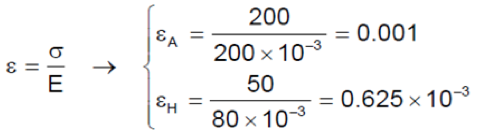 ε = σ / E → { ε_A = 200 / (200 × 10⁻³) = 0.001
ε_H = 50 / (80 × 10⁻³) = 0.625 × 10⁻³